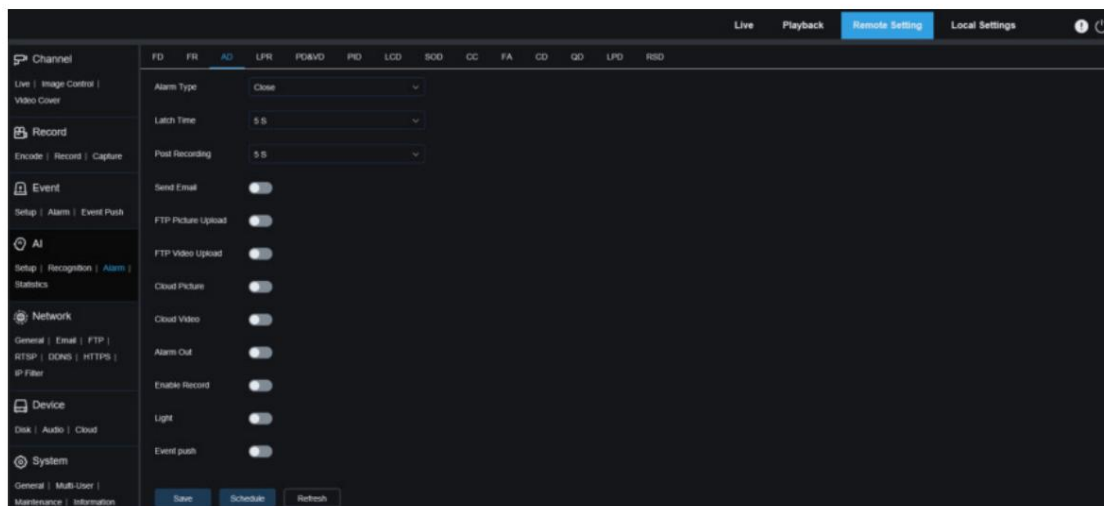 Live Playback Remote Setting Local Settings
Channel
Live | Image Control |
Video Cover
Record
Encode | Record | Capture
Event
Setup | Alarm | Event Push
AI
Setup | Recognition | Alarm |
Statistics
Network
General | Email | FTP |
RTSP | DDNS | HTTPS |
IP Filter
Device
Disk | Audio | Cloud
System
General | Multi-User |
Maintenance | Information
FD FR AD LPR PD&VD PID LCD SOD CC FA CD QD LPD RSD
Alarm Type Close
Latch Time 5 S
Post Recording 5 S
Send Email
FTP Picture Upload
FTP Video Upload
Cloud Picture
Cloud Video
Alarm Out
Enable Record
Light
Event push
Save Schedule Refresh